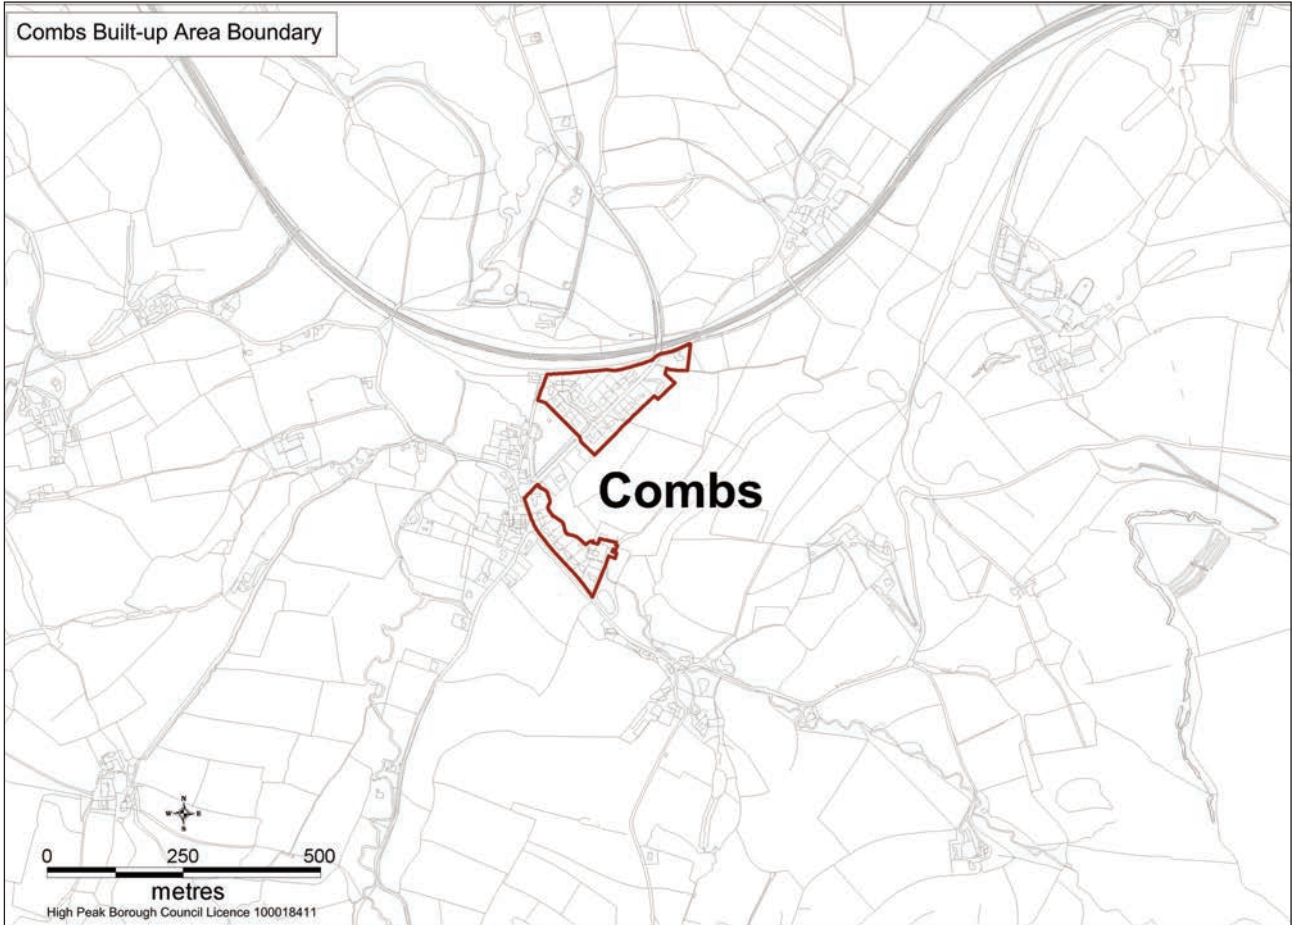 Combs Built-up Area Boundary
Combs
N
W E
S
0 250 500
metres
High Peak Borough Council Licence 100018411